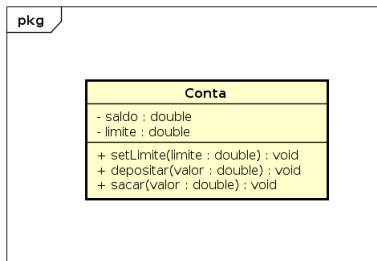 pkg
Conta
- saldo : double
- limite : double
+ setLimite(limite : double) : void
+ depositar(valor : double) : void
+ sacar(valor : double) : void